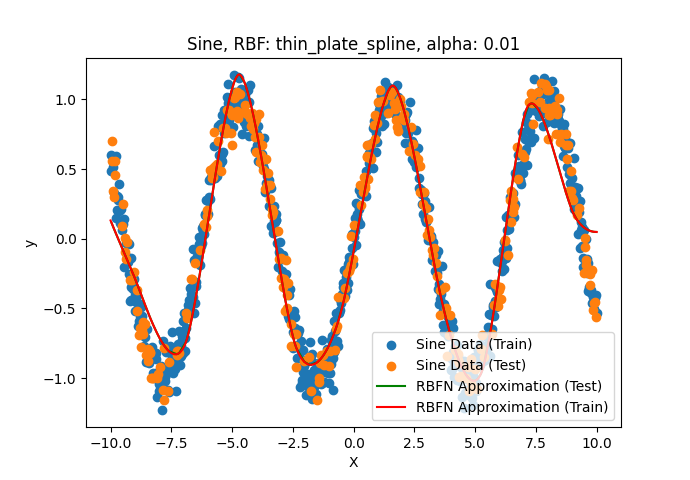 Sine, RBF: thin_plate_spline, alpha: 0.01
y
1.0
0.5
0.0
−0.5
−1.0
Sine Data (Train)
Sine Data (Test)
RBFN Approximation (Test)
RBFN Approximation (Train)
−10.0 −7.5 −5.0 −2.5 0.0 2.5 5.0 7.5 10.0
X